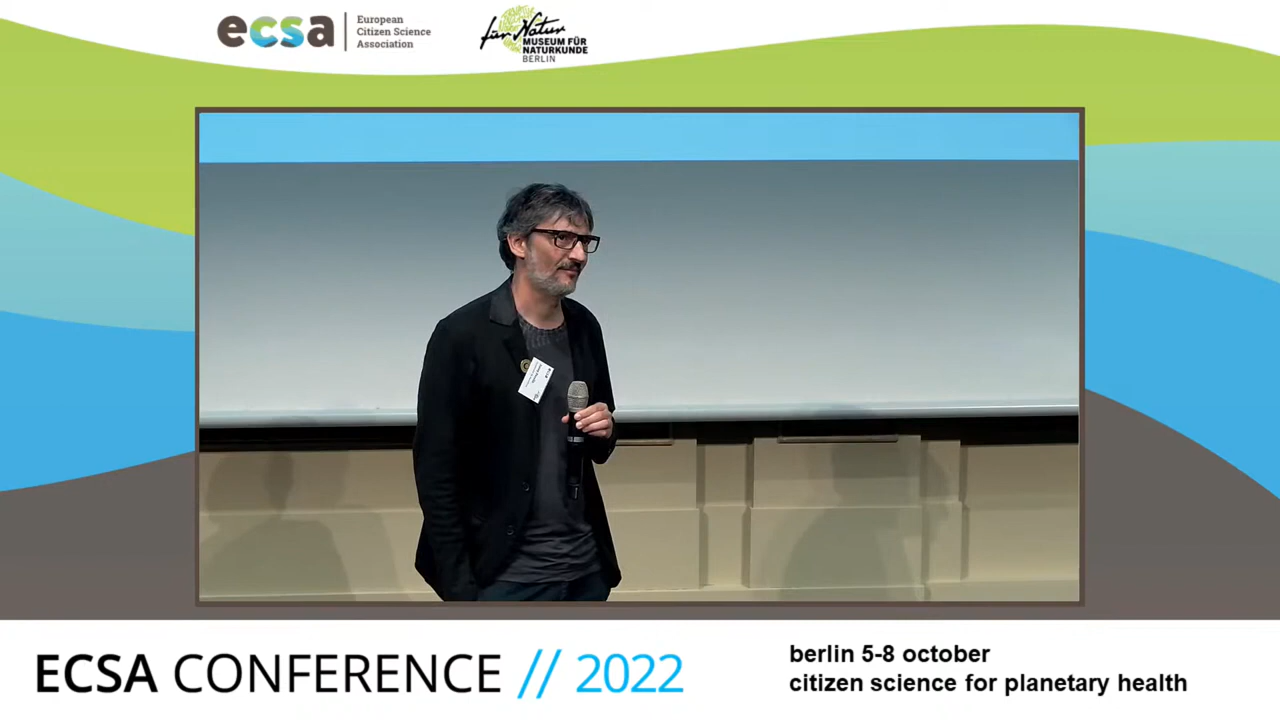 ecsa
European
Citizen Science
Association
für Natur
MUSEUM FÜR
NATURKUNDE
BERLIN
ECSA CONFERENCE // 2022
berlin 5-8 october
citizen science for planetary health